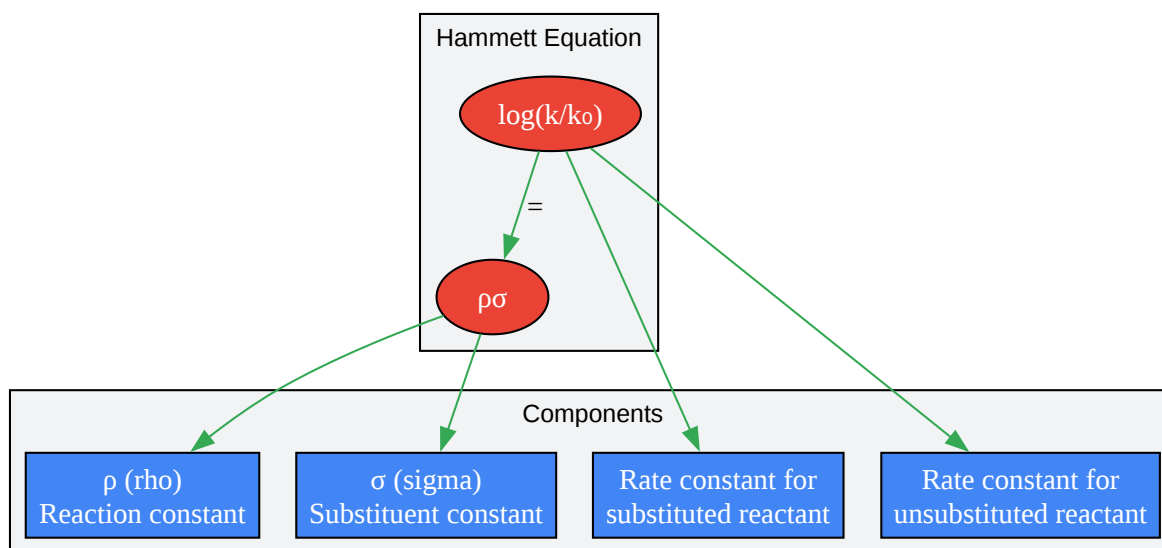 Hammett Equation
log(k/k₀)
=
ρσ
Components
ρ (rho)
Reaction constant
σ (sigma)
Substituent constant
Rate constant for
substituted reactant
Rate constant for
unsubstituted reactant